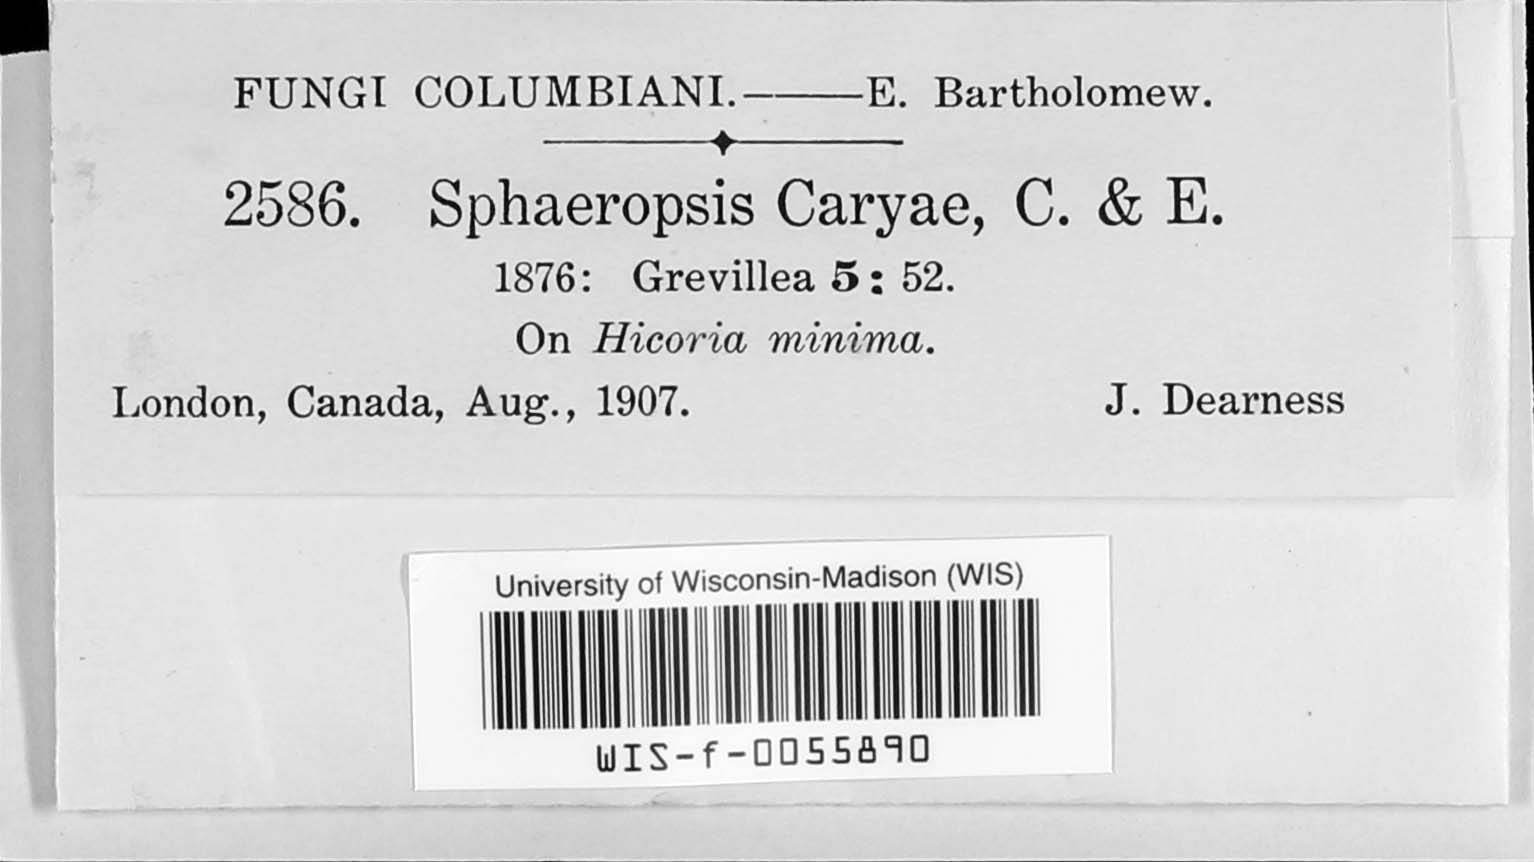 FUNGI COLUMBIANI.———E. Bartholomew.
2586. Sphaeropsis Caryae, C. & E.
1876: Grevillea 5: 52.
On Hicoria minima.
London, Canada, Aug., 1907. J. Dearness
University of Wisconsin-Madison (WIS)
WIS-f-0055890